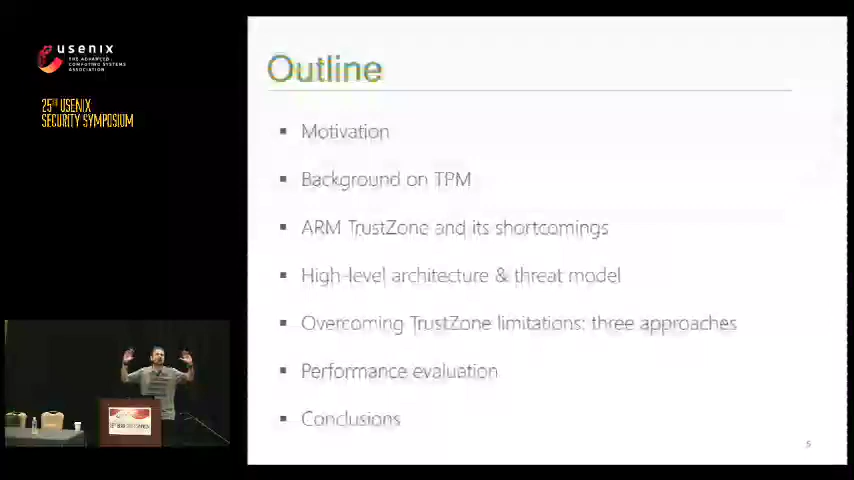 usenix
THE ADVANCED
COMPUTING SYSTEMS
ASSOCIATION
25TH USENIX
SECURITY SYMPOSIUM
Outline
Motivation
Background on TPM
ARM TrustZone and its shortcomings
High-level architecture & threat model
Overcoming TrustZone limitations: three approaches
Performance evaluation
Conclusions
5